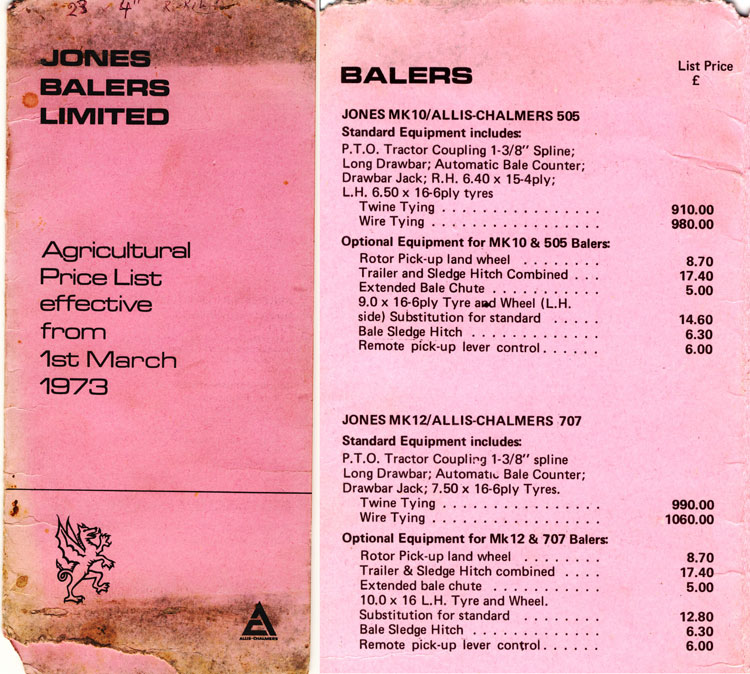 23 4"
JONES
BALERS
LIMITED
Agricultural
Price List
effective
from
1st March
1973
ALLIS-CHALMERS
BALERS
List Price
£
JONES MK10/ALLIS-CHALMERS 505
Standard Equipment includes:
P.T.O. Tractor Coupling 1-3/8" Spline;
Long Drawbar; Automatic Bale Counter;
Drawbar Jack; R.H. 6.40 x 15-4ply;
L.H. 6.50 x 16-6ply tyres
Twine Tying . . . . . . . . . . . . . . . . 910.00
Wire Tying . . . . . . . . . . . . . . . . . 980.00
Optional Equipment for MK10 & 505 Balers:
Rotor Pick-up land wheel . . . . . . . . 8.70
Trailer and Sledge Hitch Combined . . . 17.40
Extended Bale Chute . . . . . . . . . . . 5.00
9.0 x 16-6ply Tyre and Wheel (L.H.
side) Substitution for standard . . . . . 14.60
Bale Sledge Hitch . . . . . . . . . . . . . 6.30
Remote pick-up lever control . . . . . . 6.00
JONES MK12/ALLIS-CHALMERS 707
Standard Equipment includes:
P.T.O. Tractor Coupling 1-3/8" spline
Long Drawbar; Automatic Bale Counter;
Drawbar Jack; 7.50 x 16-6ply Tyres.
Twine Tying . . . . . . . . . . . . . . . . 990.00
Wire Tying . . . . . . . . . . . . . . . . . 1060.00
Optional Equipment for Mk12 & 707 Balers:
Rotor Pick-up land wheel . . . . . . . . 8.70
Trailer & Sledge Hitch combined . . . . 17.40
Extended bale chute . . . . . . . . . . . 5.00
10.0 x 16 L.H. Tyre and Wheel.
Substitution for standard . . . . . . . . 12.80
Bale Sledge Hitch . . . . . . . . . . . . . 6.30
Remote pick-up lever control . . . . . . 6.00